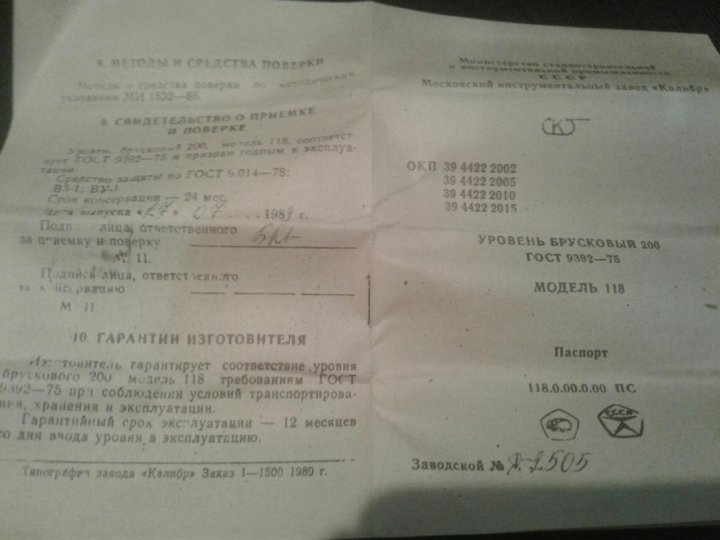 8. МЕТОДЫ И СРЕДСТВА ПОВЕРКИ
Методы и средства поверки по методическим
указаниям МИ 1532—86.
9. СВИДЕТЕЛЬСТВО О ПРИЕМКЕ
И ПОВЕРКЕ
Уровень брусковый 200, модель 118, соответст-
вует ГОСТ 9392—75 и признан годным к эксплуа-
тации.
Средство защиты по ГОСТ 9.014—78:
ВЗ-1; ВУ-1.
Срок консервации — 24 мес.
Дата выпуска «27» 07 1989 г.
Подпись лица, ответственного
за приемку и поверку
М. П.
Подпись лица, ответственного
за консервацию
М П
10. ГАРАНТИИ ИЗГОТОВИТЕЛЯ
Изготовитель гарантирует соответствие уровня
брускового 200 модель 118 требованиям ГОСТ
9392—75 при соблюдении условий транспортирова-
ния, хранения и эксплуатации.
Гарантийный срок эксплуатации — 12 месяцев
со дня ввода уровня в эксплуатацию.
Типография завода «Калибр» Заказ 1—1500 1989 г.
Министерство станкостроительной
и инструментальной промышленности
СССР
Московский инструментальный завод «Калибр»
ОКП 39 4422 2002
39 4422 2005
39 4422 2010
39 4422 2015
УРОВЕНЬ БРУСКОВЫЙ 200
ГОСТ 9392—75
МОДЕЛЬ 118
Паспорт
118.0.00.0.00 ПС
СССР
Заводской №